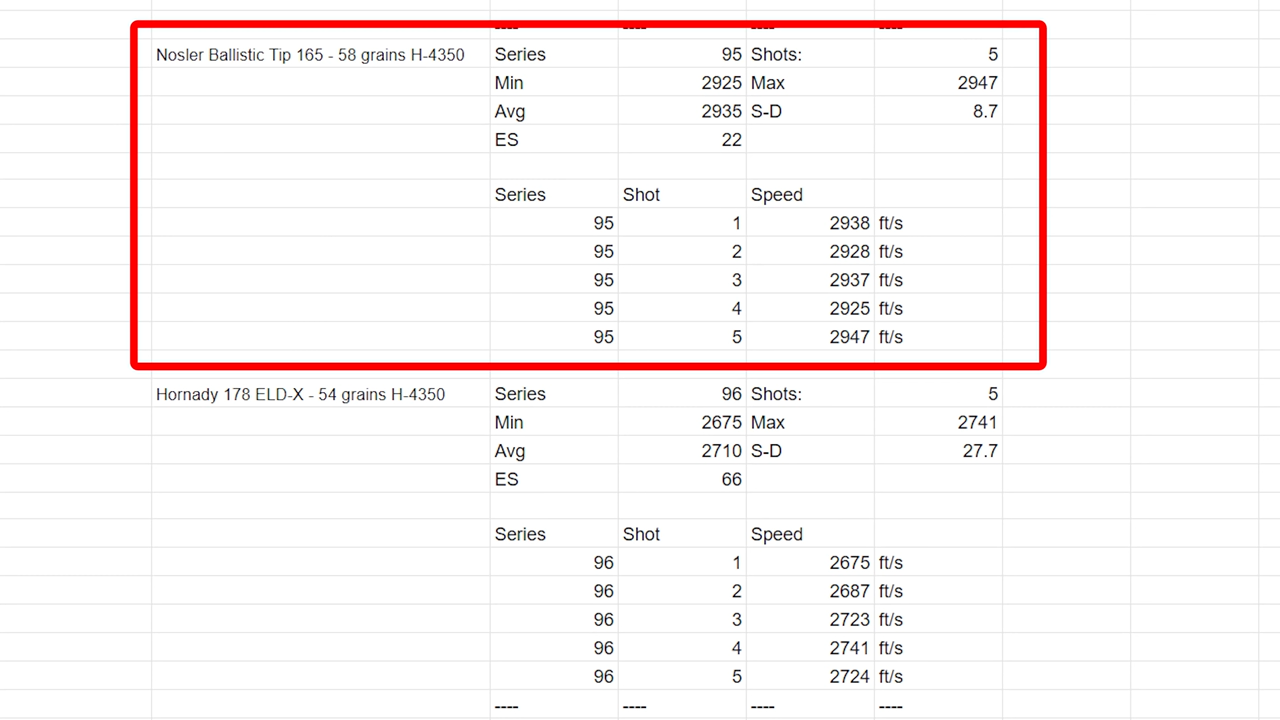 ---- ---- ---- ----
Nosler Ballistic Tip 165 - 58 grains H-4350 Series 95 Shots: 5
Min 2925 Max 2947
Avg 2935 S-D 8.7
ES 22
Series Shot Speed
95 1 2938 ft/s
95 2 2928 ft/s
95 3 2937 ft/s
95 4 2925 ft/s
95 5 2947 ft/s
Hornady 178 ELD-X - 54 grains H-4350 Series 96 Shots: 5
Min 2675 Max 2741
Avg 2710 S-D 27.7
ES 66
Series Shot Speed
96 1 2675 ft/s
96 2 2687 ft/s
96 3 2723 ft/s
96 4 2741 ft/s
96 5 2724 ft/s
---- ---- ---- ----